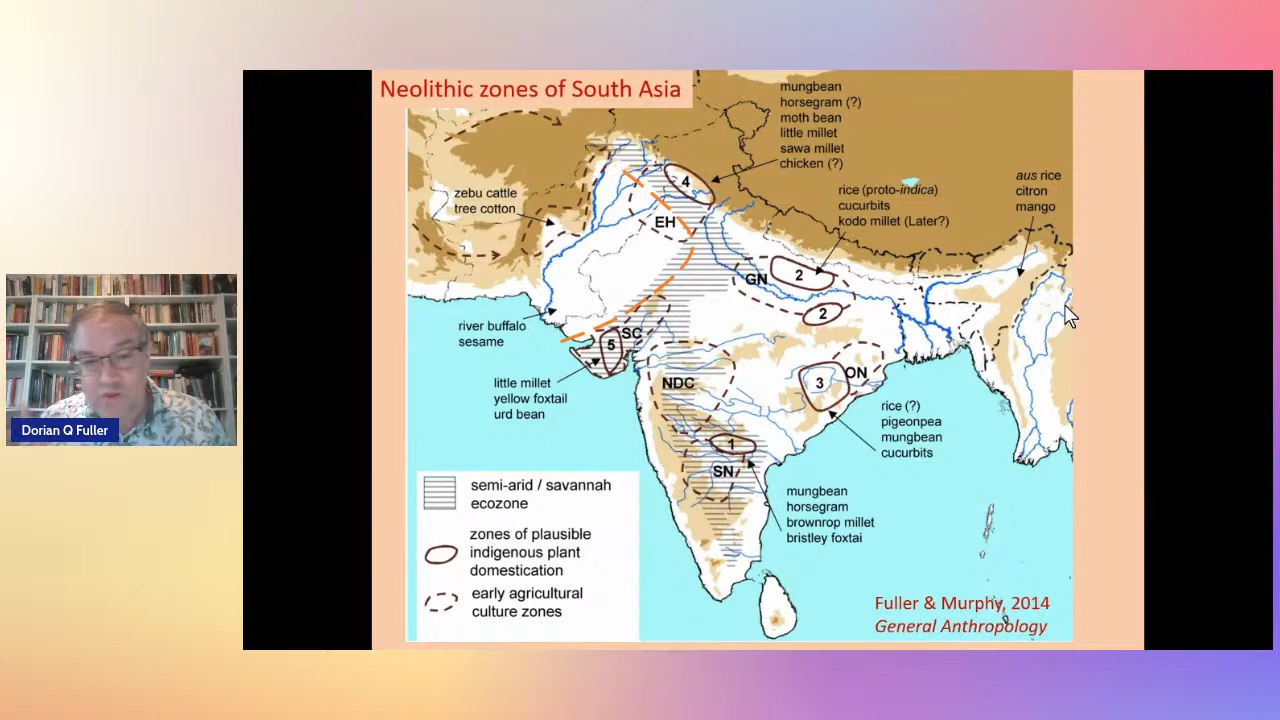 Neolithic zones of South Asia
mungbean
horsegram (?)
moth bean
little millet
sawa millet
chicken (?)
aus rice
citron
mango
rice (proto-indica)
cucurbits
kodo millet (Later?)
zebu cattle
tree cotton
4
EH
GN
2
2
river buffalo
sesame
SC
5
NDC
3
ON
little millet
yellow foxtail
urd bean
rice (?)
pigeonpea
mungbean
cucurbits
1
SN
mungbean
horsegram
brownrop millet
bristley foxtai
semi-arid / savannah
ecozone
zones of plausible
indigenous plant
domestication
early agricultural
culture zones
Fuller & Murphy, 2014
General Anthropology
Dorian Q Fuller